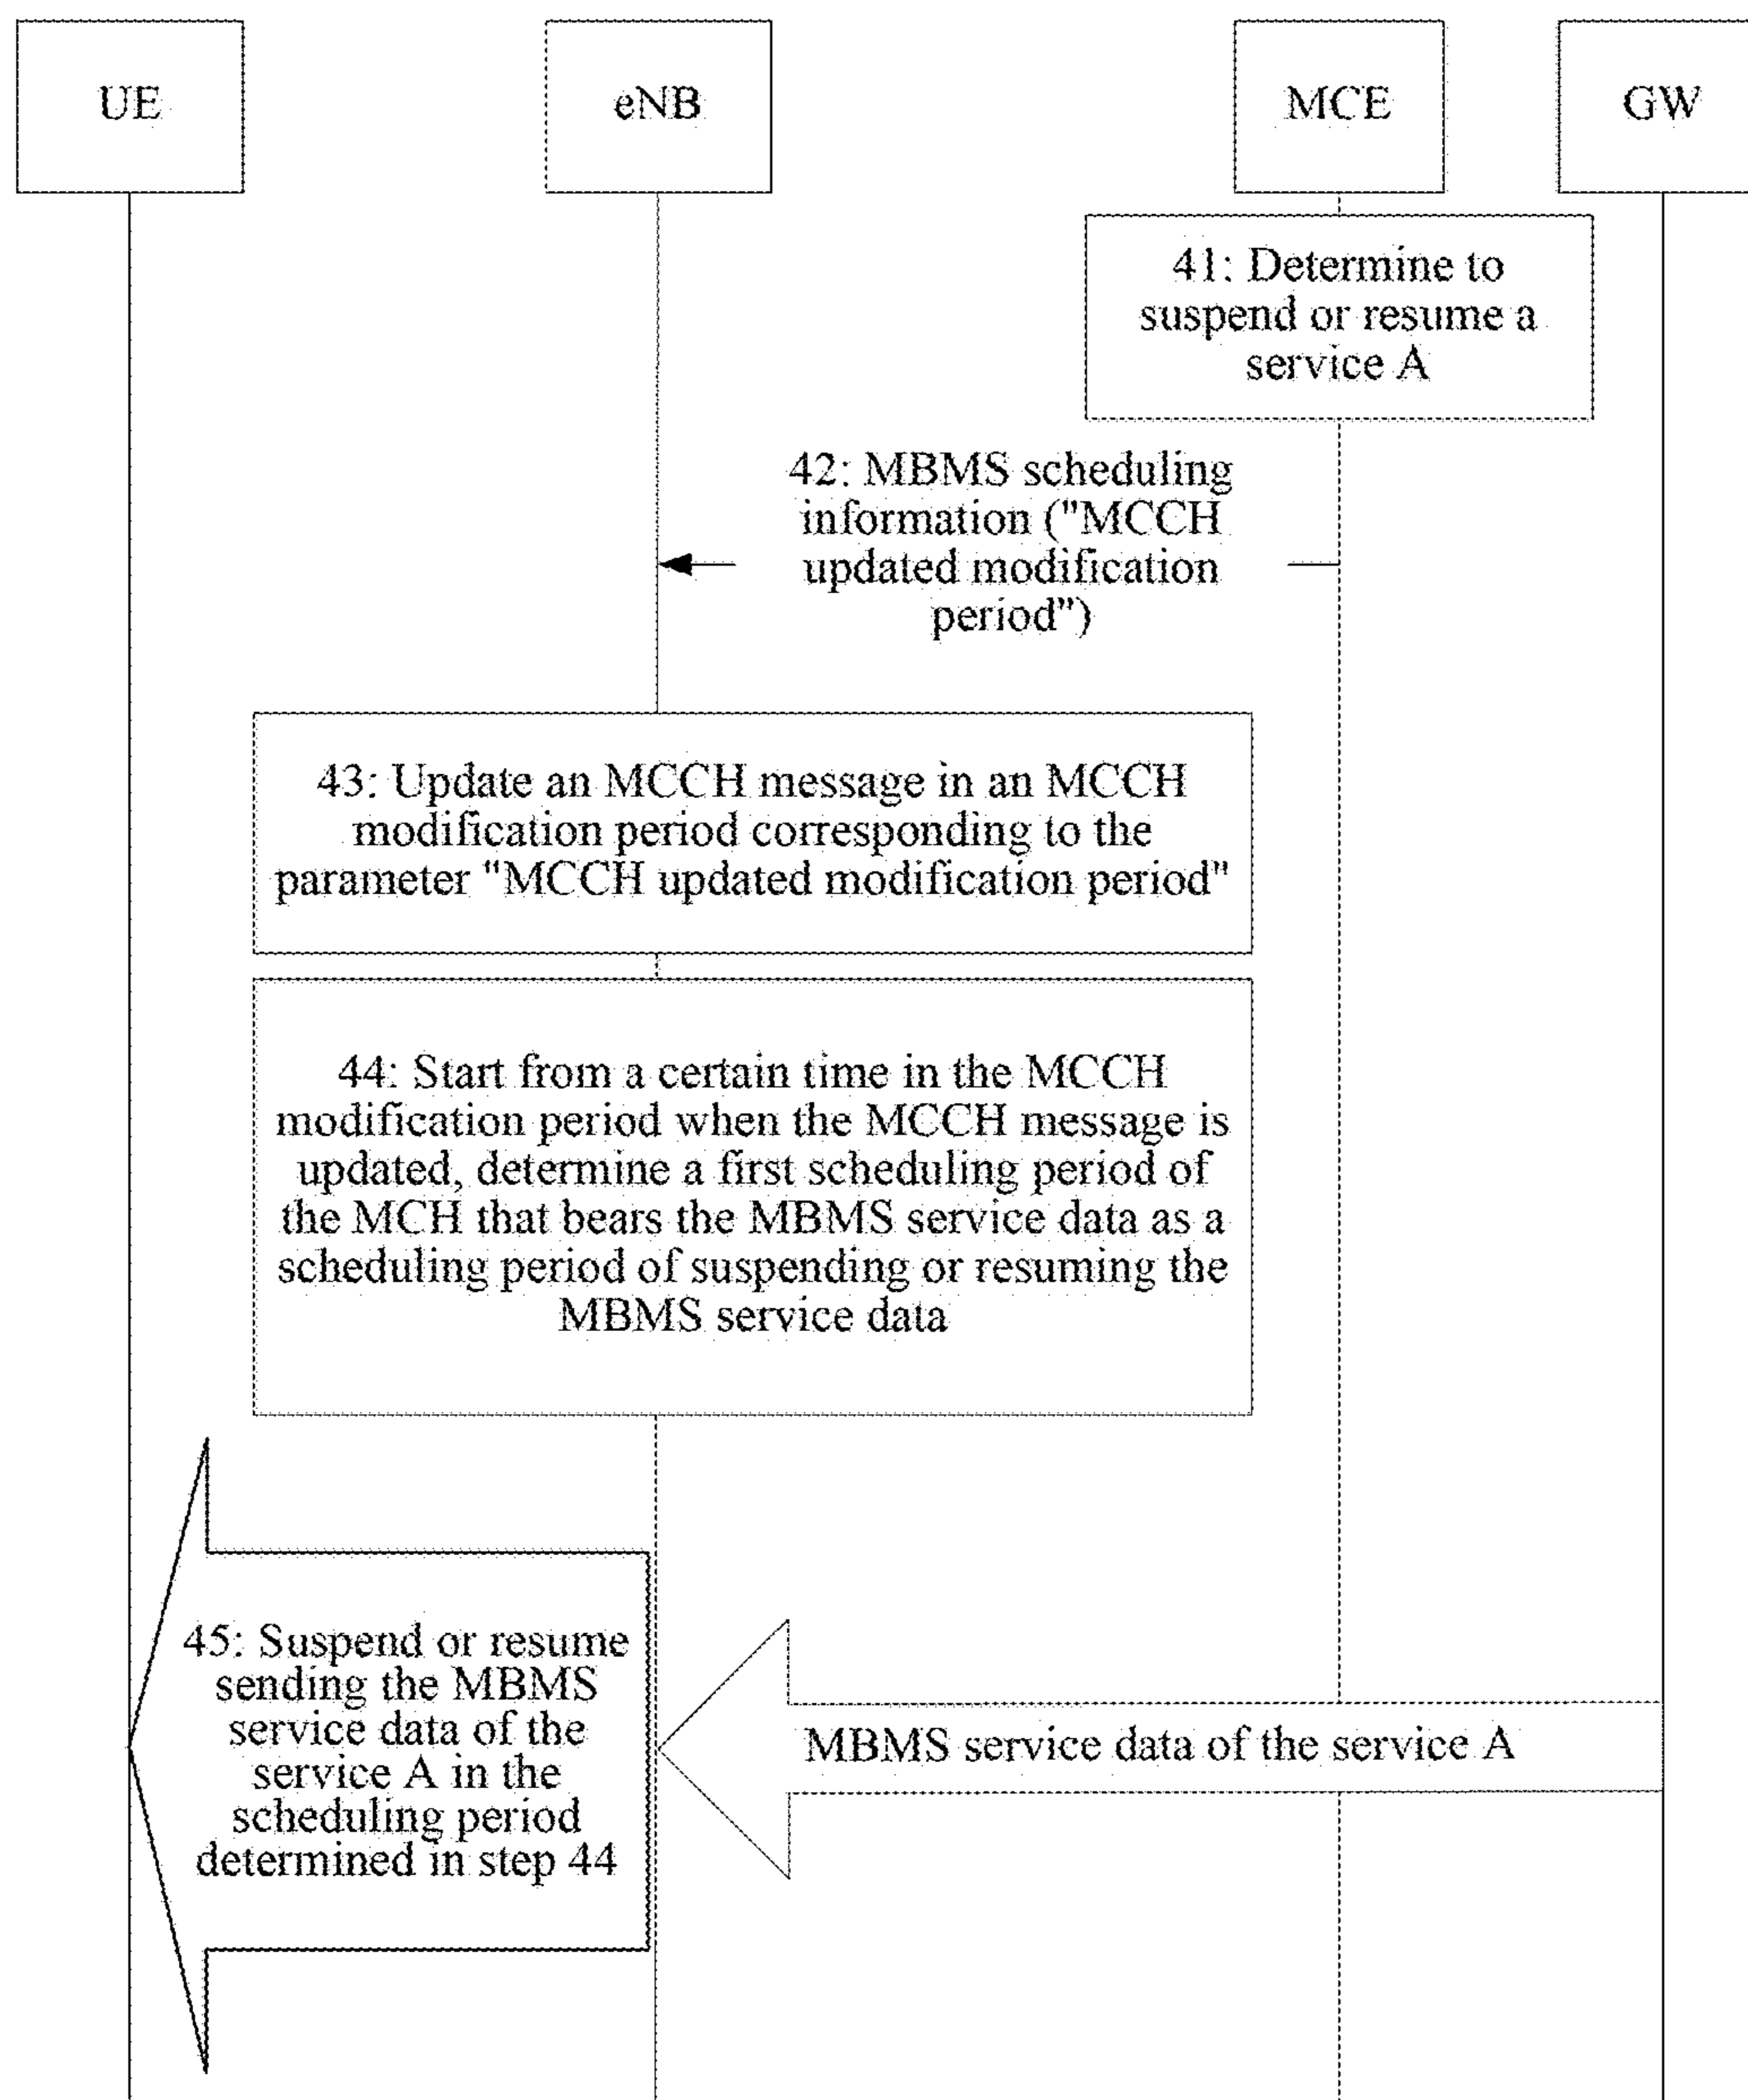 UE
eNB
MCE
GW
41: Determine to
suspend or resume a
service A
42: MBMS scheduling
information ("MCCH
updated modification
period")
43: Update an MCCH message in an MCCH
modification period corresponding to the
parameter "MCCH updated modification period"
44: Start from a certain time in the MCCH
modification period when the MCCH message is
updated, determine a first scheduling period of
the MCH that bears the MBMS service data as a
scheduling period of suspending or resuming the
MBMS service data
45: Suspend or resume
sending the MBMS
service data of the
service A in the
scheduling period
determined in step 44
MBMS service data of the service A